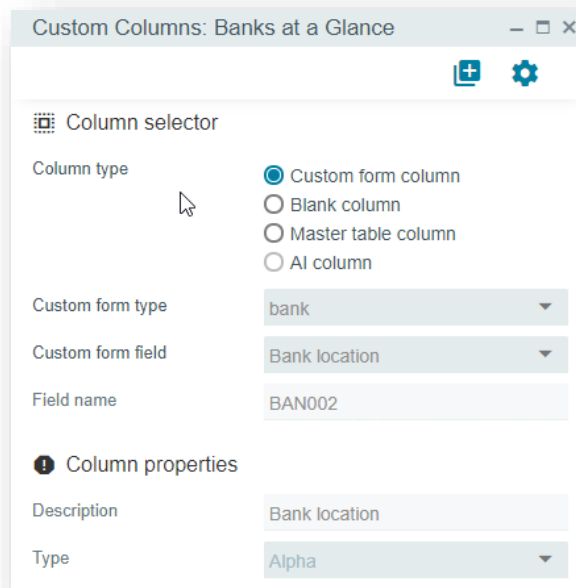 Custom Columns: Banks at a Glance
Column selector
Column type
Custom form column
Blank column
Master table column
AI column
Custom form type
bank
Custom form field
Bank location
Field name
BAN002
Column properties
Description
Bank location
Type
Alpha